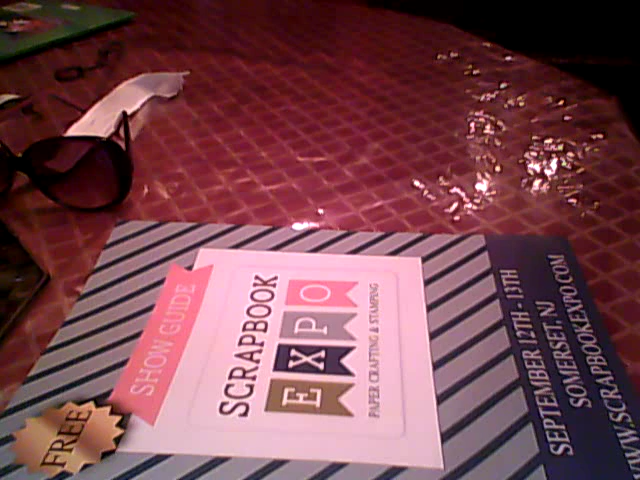 FREE
SHOW GUIDE
SCRAPBOOK
EXPO
PAPER CRAFTING & STAMPING
SEPTEMBER 12TH - 13TH
SOMERSET, NJ
WWW.SCRAPBOOKEXPO.COM